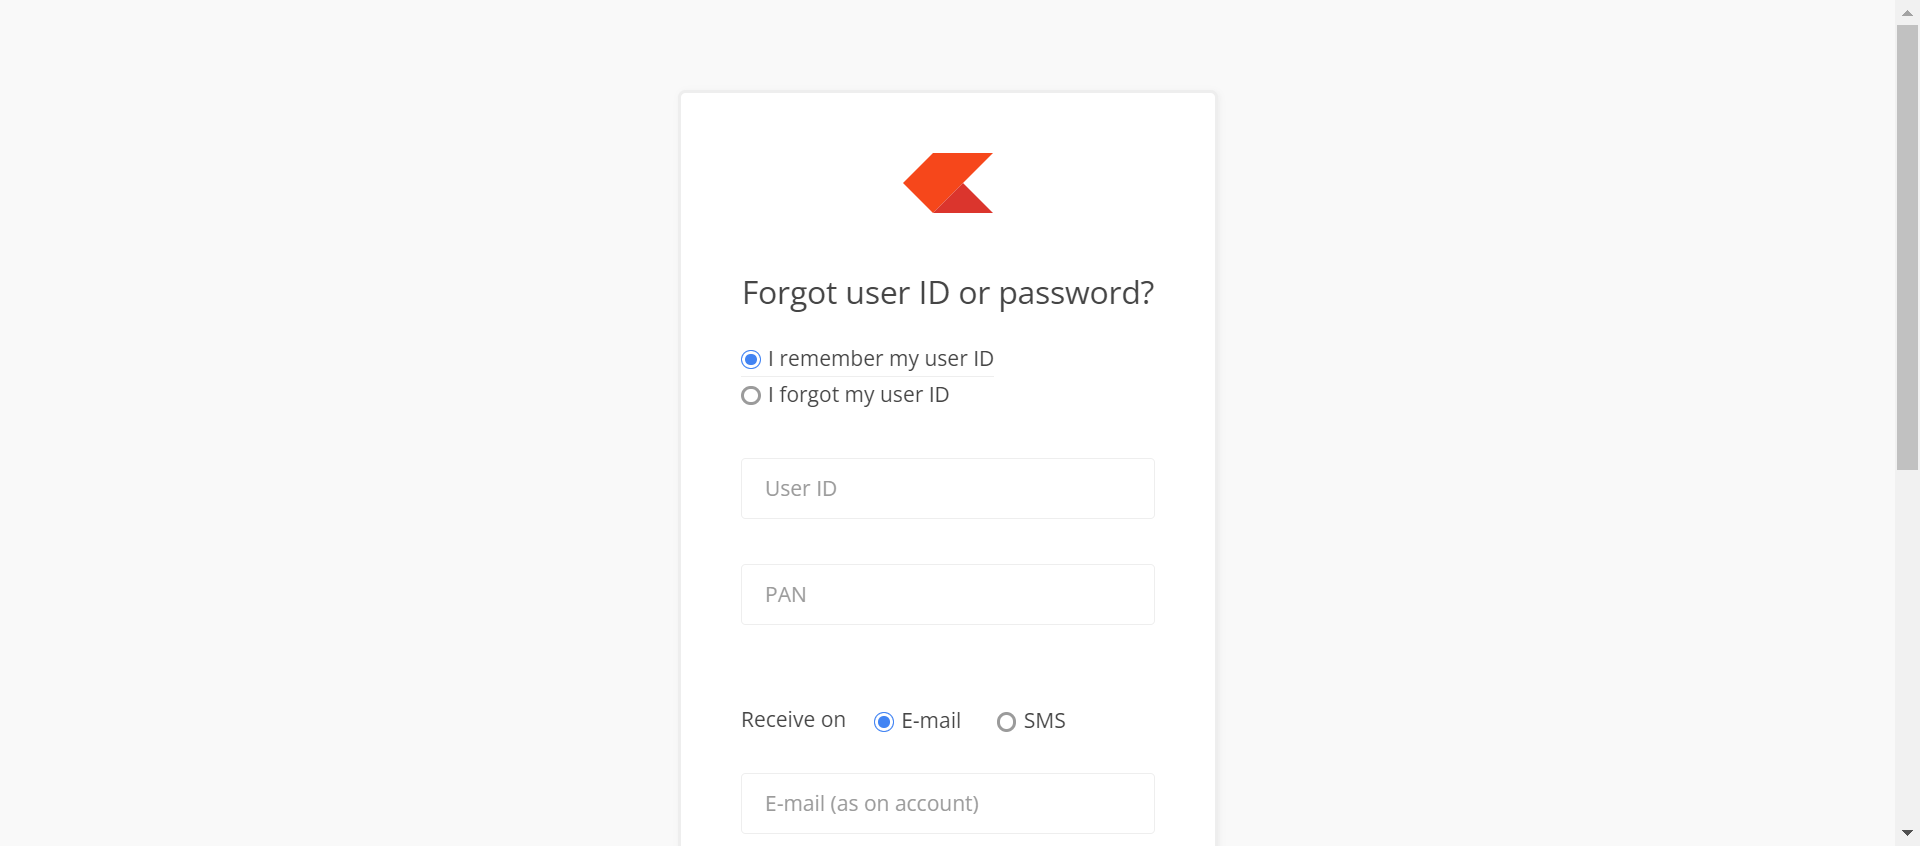 Forgot user ID or password?
I remember my user ID
I forgot my user ID
User ID
PAN
Receive on E-mail SMS
E-mail (as on account)